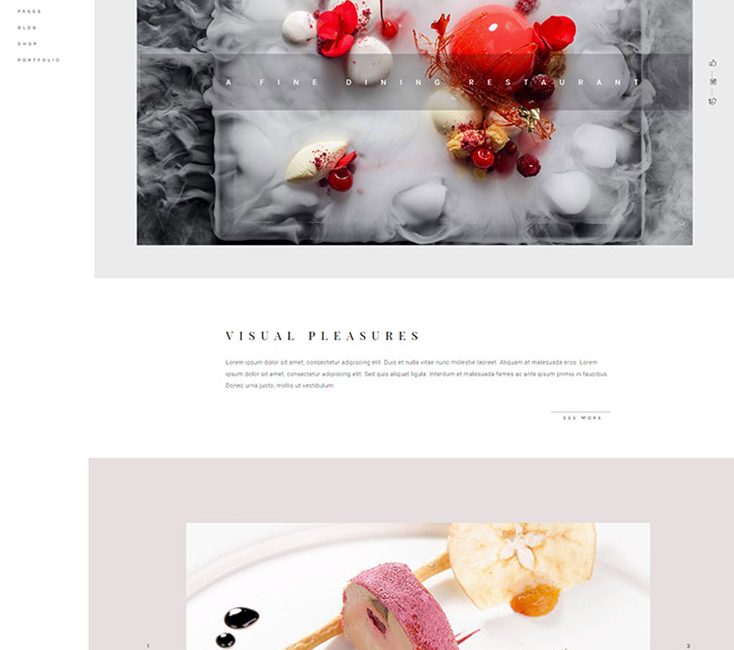 PAGES
BLOG
SHOP
PORTFOLIO
A FINE DINING RESTAURANT
VISUAL PLEASURES
Lorem ipsum dolor sit amet, consectetur adipiscing elit. Duis et nulla vitae nunc molestie laoreet. Aliquam at malesuada eros. Lorem
ipsum dolor sit amet, consectetur adipiscing elit. Sed quis aliquet ligula. Interdum et malesuada fames ac ante ipsum primis in faucibus
Donec urna justo, mollis ut vestibulum
SEE MORE
1
3